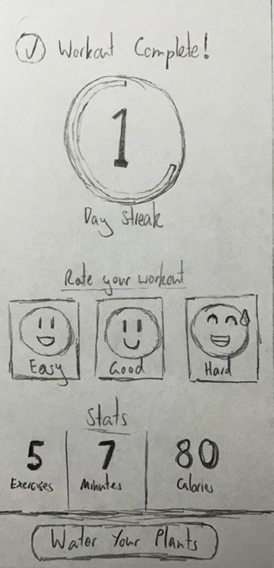 Workout Complete!
1
Day Streak
Rate your workout
Easy Good Hard
Stats
5 7 80
Exercises Minutes Calories
Water Your Plants